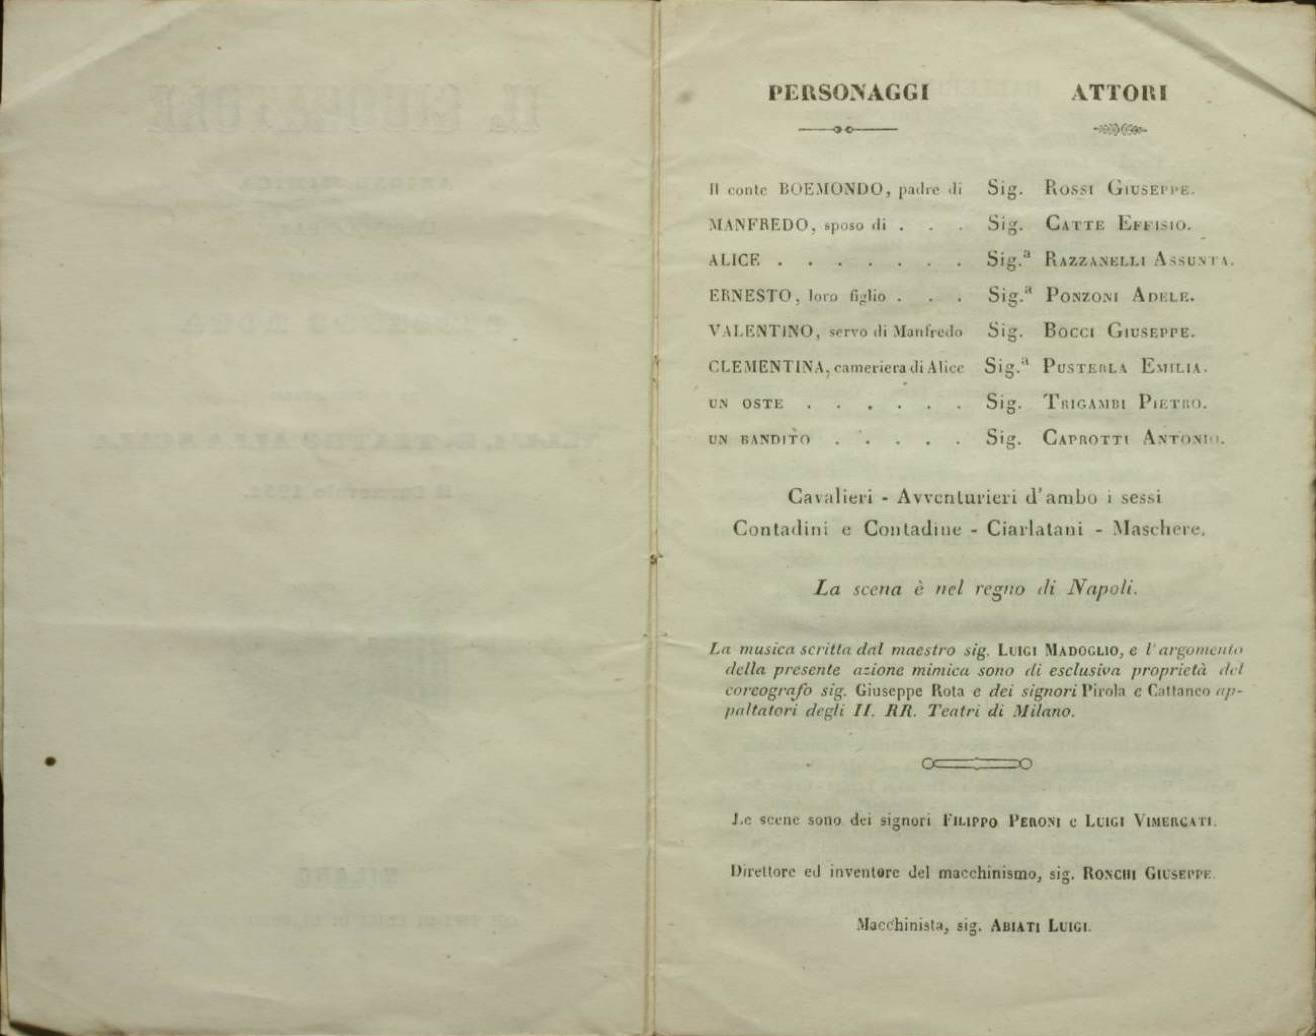 PERSONAGGI ATTORI
Il conte BOEMONDO, padre di Sig. ROSSI GIUSEPPE.
MANFREDO, sposo di . . . Sig. CATTE EFFISIO.
ALICE . . . . . . . Sig.ª RAZZANELLI ASSUNTA.
ERNESTO, loro figlio . . . Sig.ª PONZONI ADELE.
VALENTINO, servo di Manfredo Sig. BOCCI GIUSEPPE.
CLEMENTINA, cameriera di Alice Sig.ª PUSTERLA EMILIA.
UN OSTE . . . . . . Sig. TRIGAMBI PIETRO.
UN BANDITO . . . . . Sig. CAPROTTI ANTONIO.
Cavalieri - Avventurieri d'ambo i sessi
Contadini e Contadine - Ciarlatani - Maschere.
La scena è nel regno di Napoli.
La musica scritta dal maestro sig. LUIGI MADOGLIO, e l'argomento
della presente azione mimica sono di esclusiva proprietà del
coreografo sig. Giuseppe Rota e dei signori Pirola e Cattaneo ap-
paltatori degli II. RR. Teatri di Milano.
Le scene sono dei signori FILIPPO PERONI e LUIGI VIMERCATI.
Direttore ed inventore del macchinismo, sig. RONCHI GIUSEPPE.
Macchinista, sig. ABIATI LUIGI.